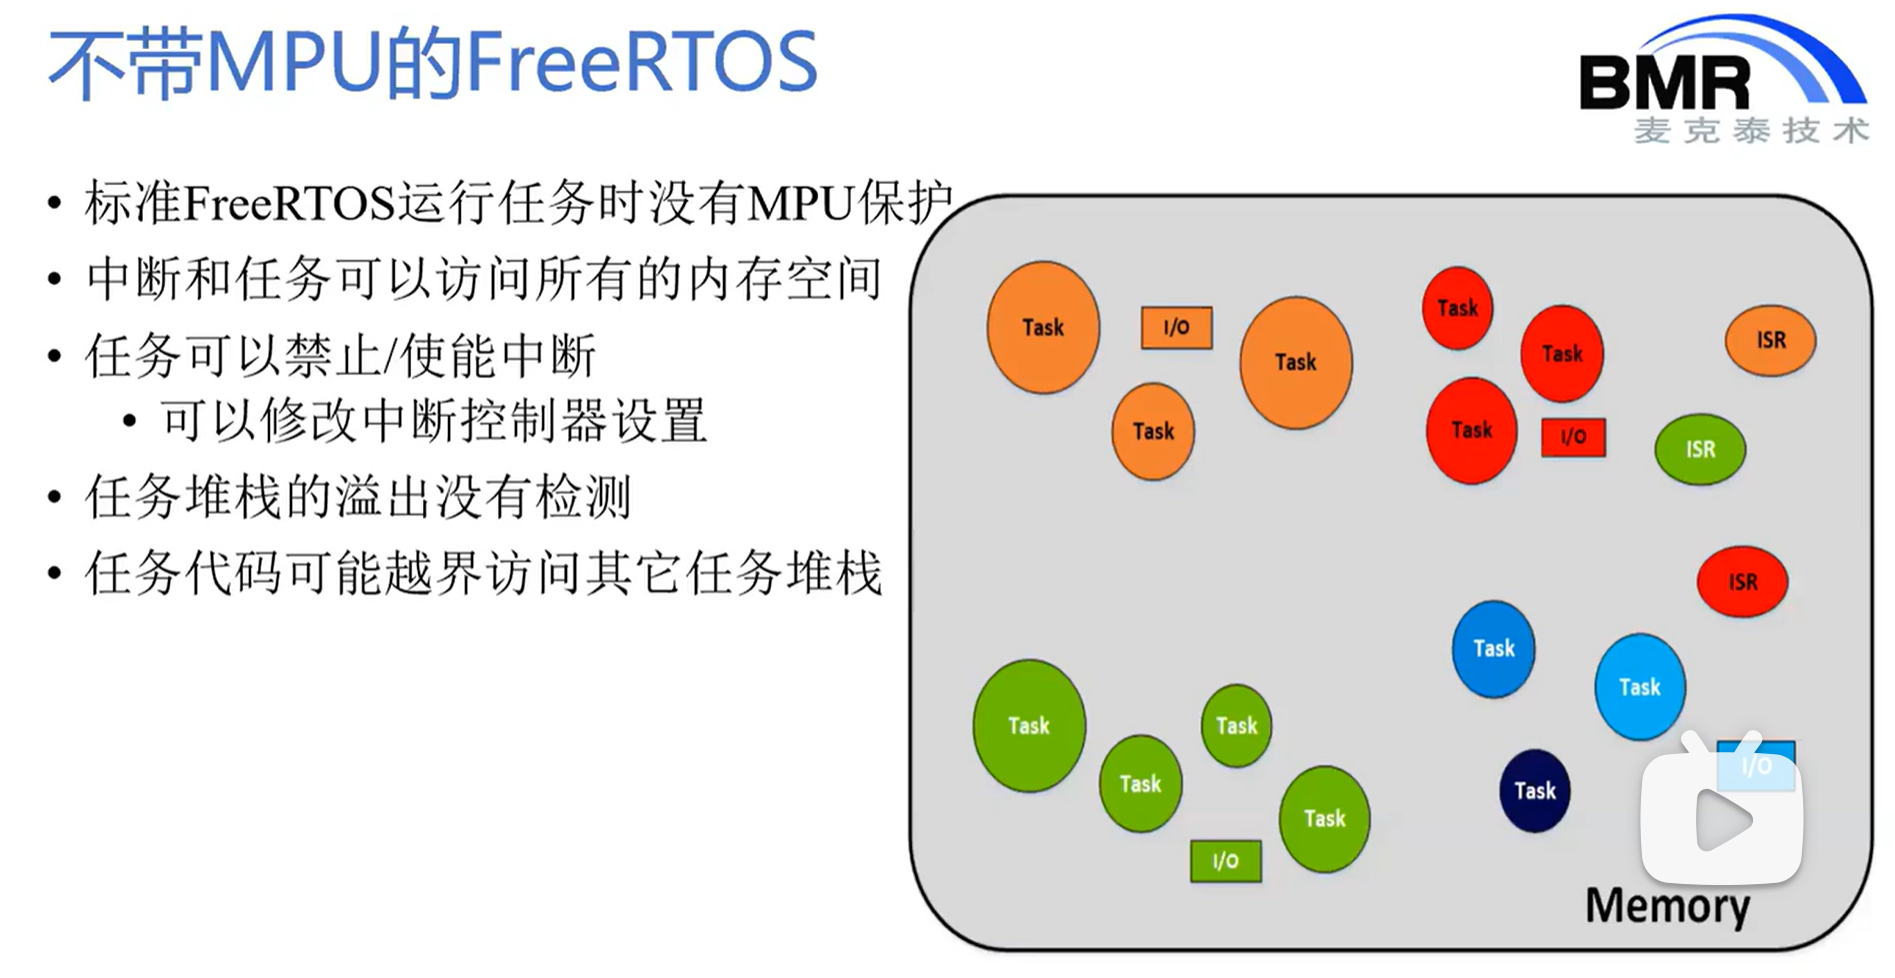 不带MPU的FreeRTOS
BMR
麦克泰技术
• 标准FreeRTOS运行任务时没有MPU保护
• 中断和任务可以访问所有的内存空间
• 任务可以禁止/使能中断
• 可以修改中断控制器设置
• 任务堆栈的溢出没有检测
• 任务代码可能越界访问其它任务堆栈
Task
I/O
Task
Task
Task
Task
Task
I/O
ISR
ISR
ISR
Task
Task
Task
I/O
Task
Task
Task
Task
I/O
Memory